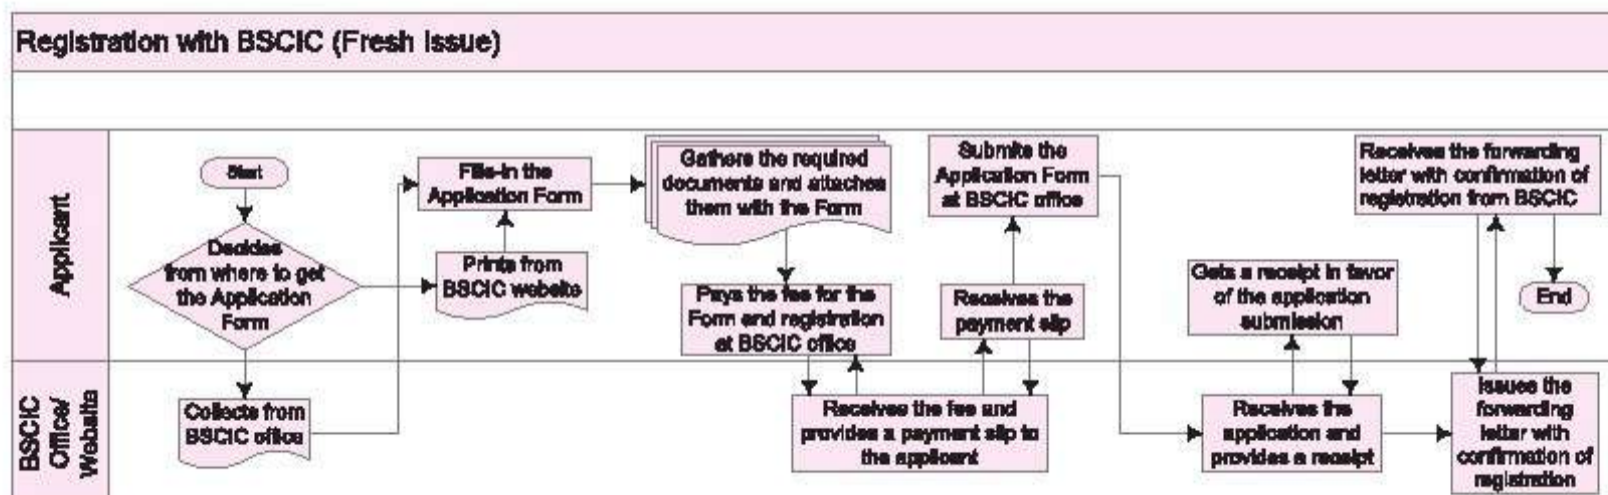 Registration with BSCIC (Fresh Issue)
Applicant
Start
Decides
from where to get
the Application
Form
Fills-in the
Application Form
Prints from
BSCIC website
Gathers the required
documents and attaches
them with the Form
Pays the fee for the
Form and registration
at BSCIC office
Submits the
Application Form
at BSCIC office
Receives the
payment slip
Gets a receipt in favor
of the application
submission
Receives the forwarding
letter with confirmation of
registration from BSCIC
End
BSCIC
Office/
Website
Collects from
BSCIC office
Receives the fee and
provides a payment slip to
the applicant
Receives the
application and
provides a receipt
Issues the
forwarding
letter with
confirmation of
registration